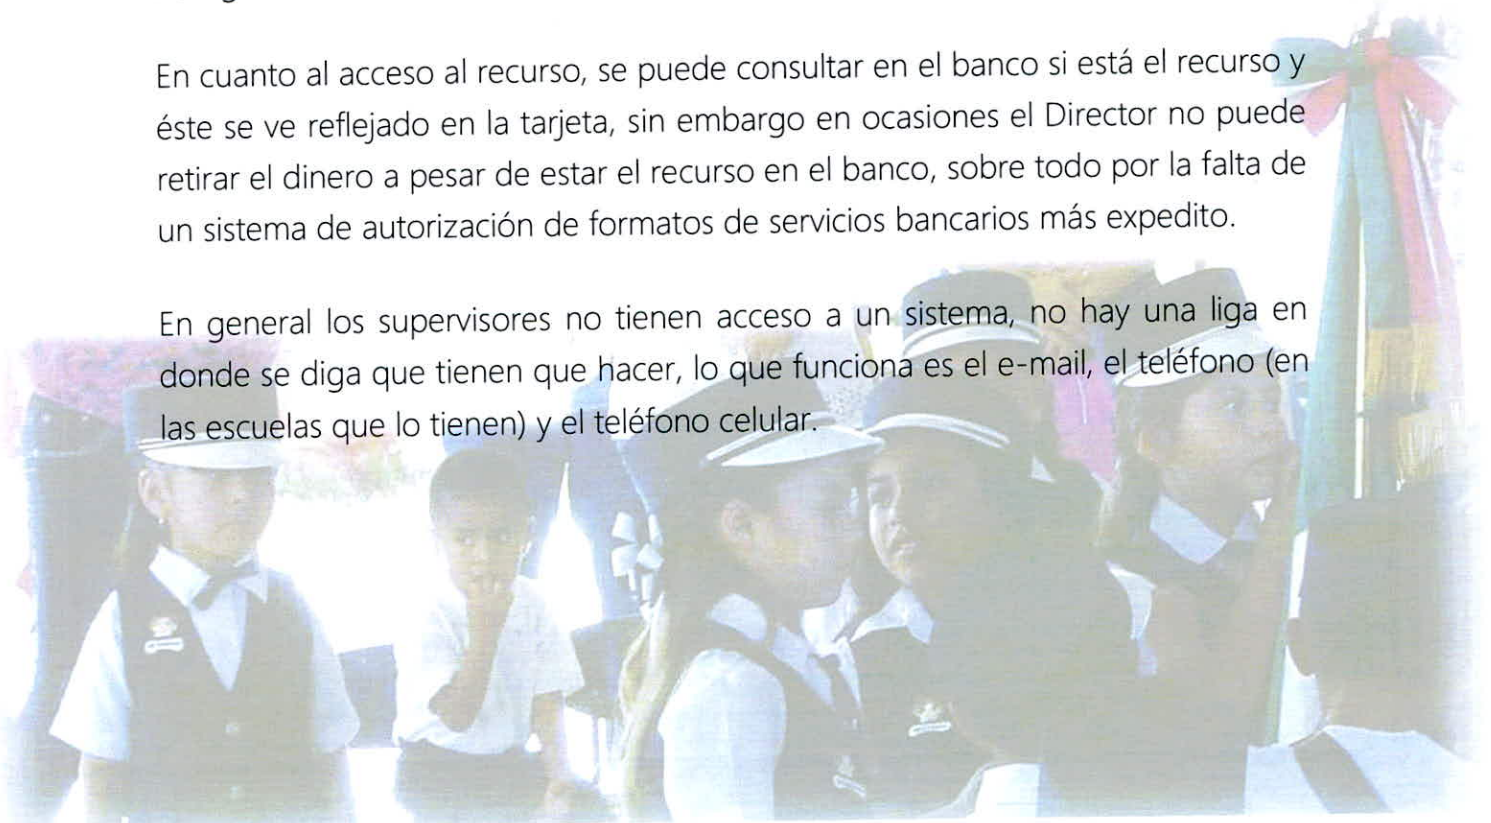 En cuanto al acceso al recurso, se puede consultar en el banco si está el recurso y
éste se ve reflejado en la tarjeta, sin embargo en ocasiones el Director no puede
retirar el dinero a pesar de estar el recurso en el banco, sobre todo por la falta de
un sistema de autorización de formatos de servicios bancarios más expedito.
En general los supervisores no tienen acceso a un sistema, no hay una liga en
donde se diga que tienen que hacer, lo que funciona es el e-mail, el teléfono (en
las escuelas que lo tienen) y el teléfono celular.